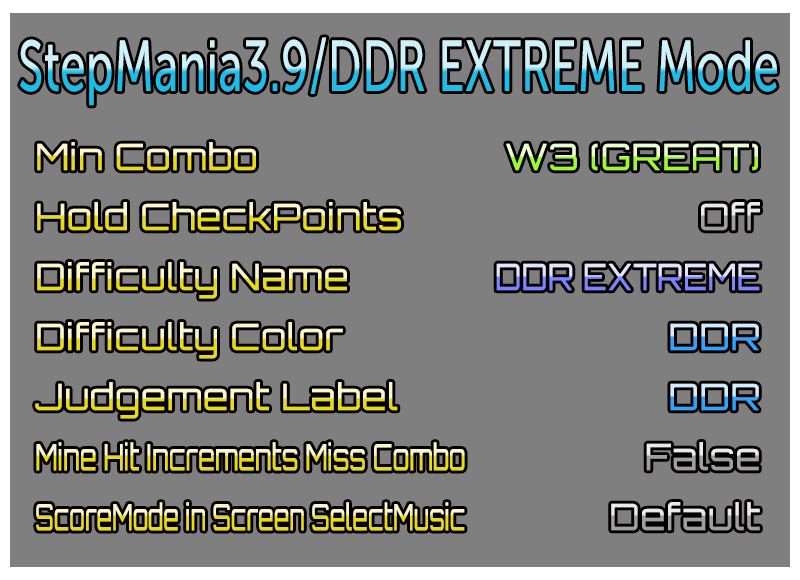 StepMania3.9/DDR EXTREME Mode
Min Combo W3 (GREAT)
Hold CheckPoints Off
Difficulty Name DDR EXTREME
Difficulty Color DDR
Judgement Label DDR
Mine Hit Increments Miss Combo False
ScoreMode in Screen SelectMusic Default